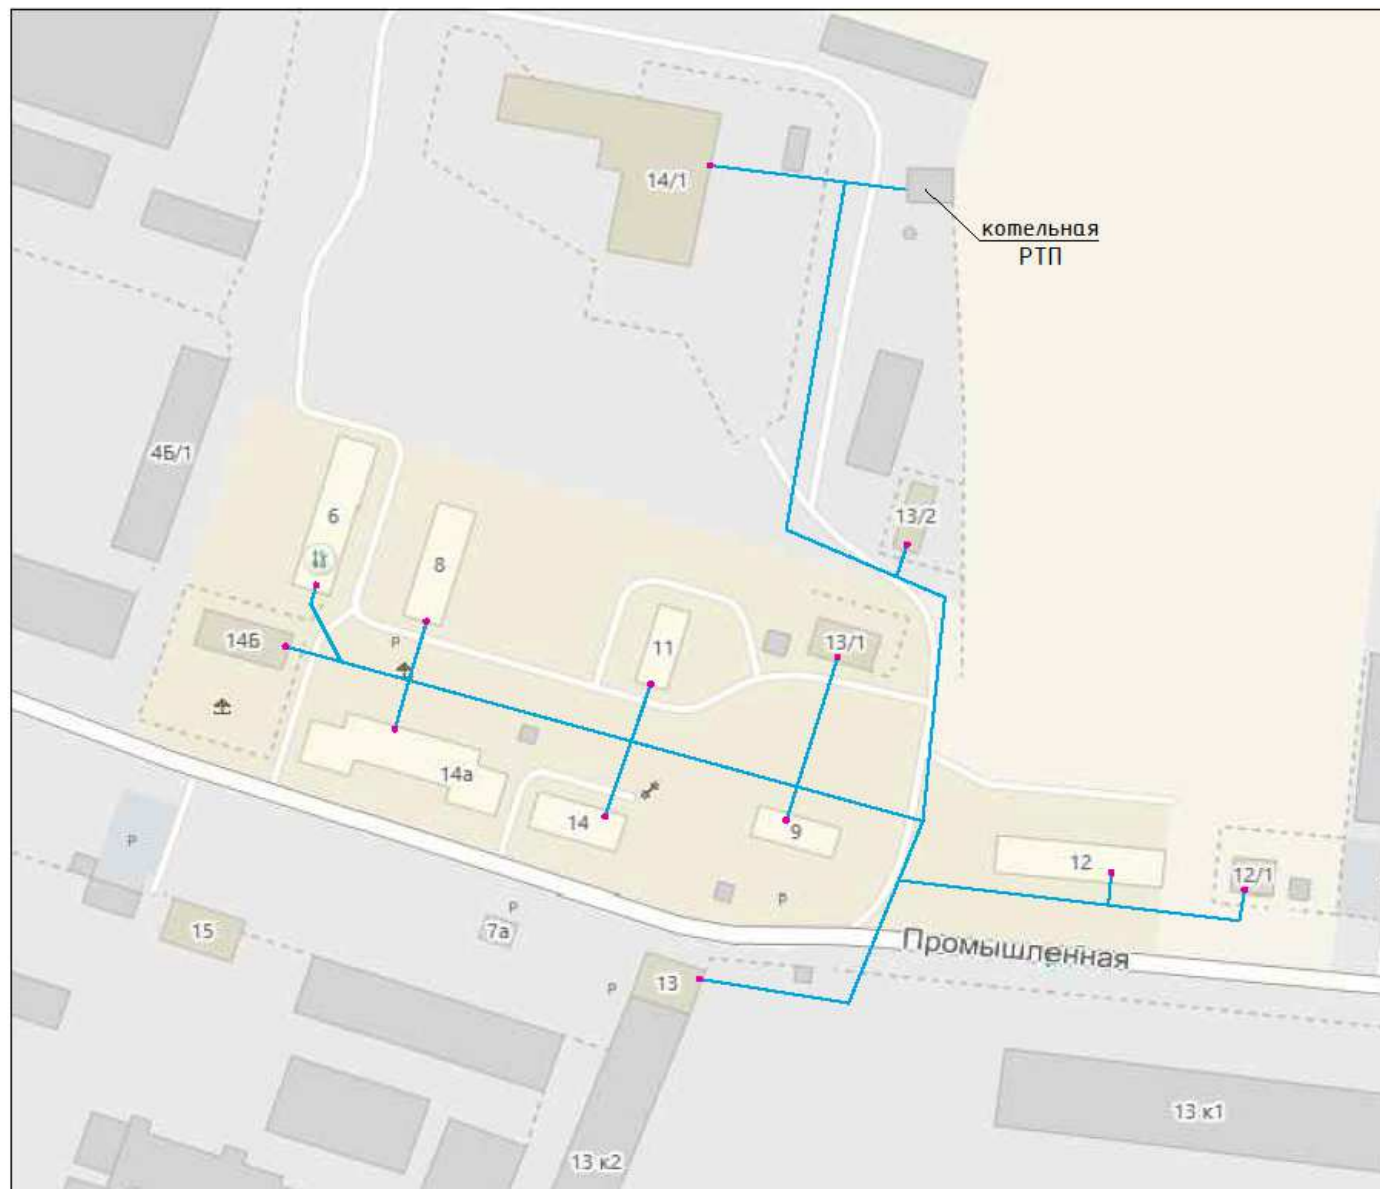 14/1
котельная
РТП
4Б/1
6
13/2
8
14Б
Р
11
13/1
14а
14
9
12
12/1
Р
Р
15
Р
7а
Промышленная
Р
13
13 к1
13 к2